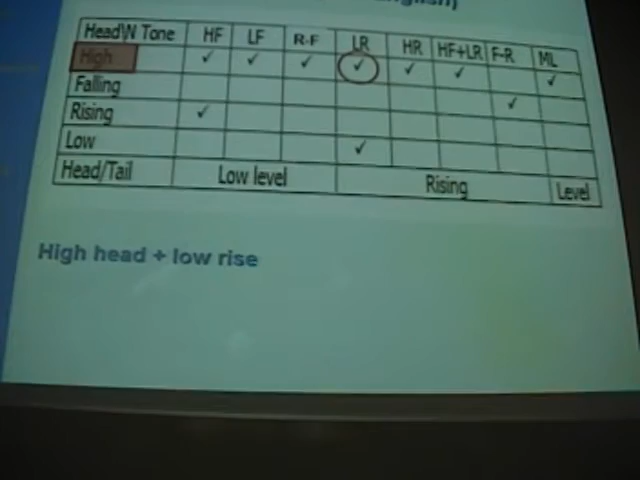 Head\N Tone HF LF R-F LR HR HF+LR F-R ML
High ✓ ✓ ✓ ✓ ✓ ✓ ✓
Falling ✓
Rising ✓
Low ✓
Head/Tail Low level Rising Level
High head + low rise